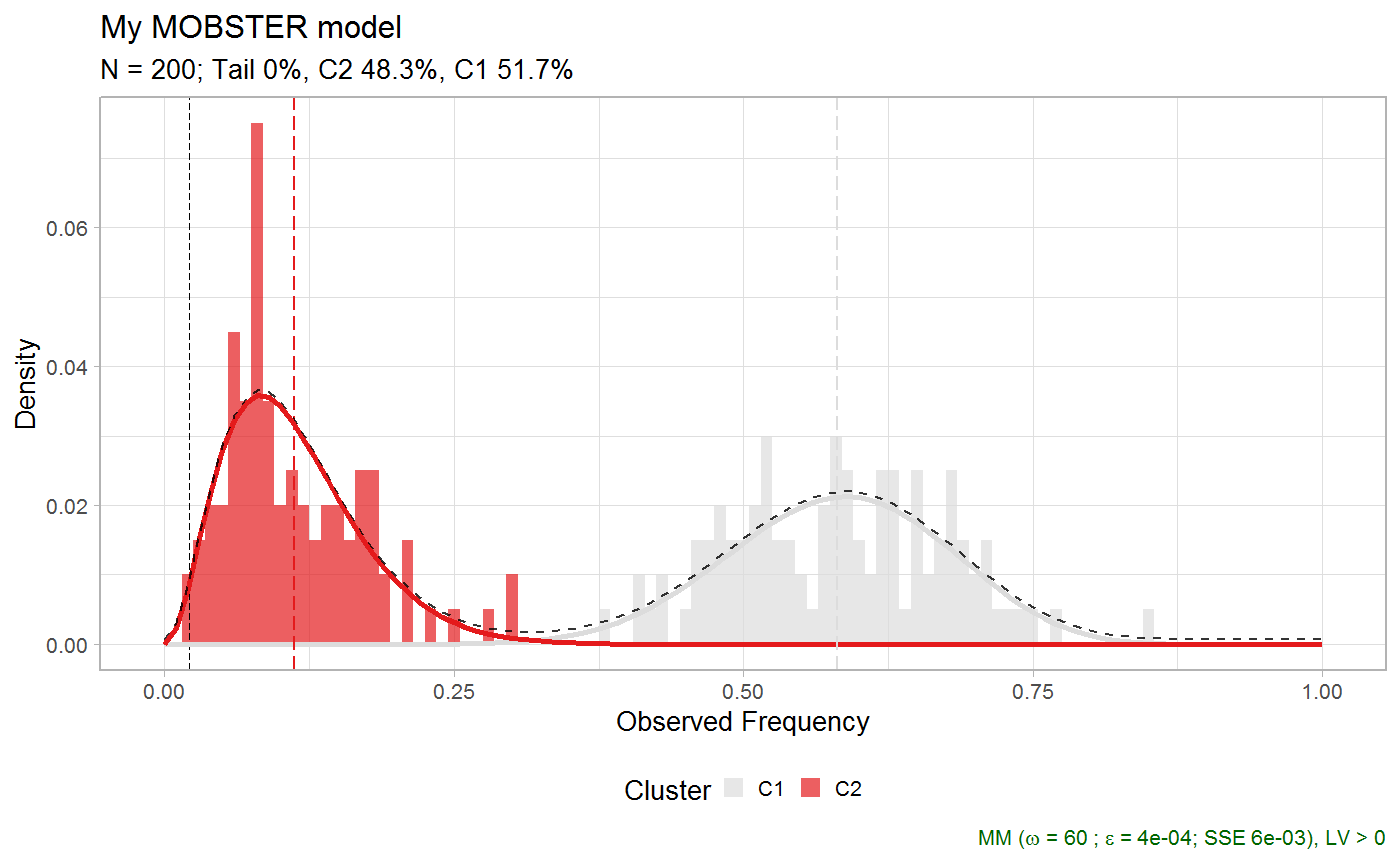 My MOBSTER model
N = 200; Tail 0%, C2 48.3%, C1 51.7%
Density
0.06
0.04
0.02
0.00
0.00 0.25 0.50 0.75 1.00
Observed Frequency
Cluster C1 C2
MM (ω = 60 ; ε = 4e-04; SSE 6e-03), LV > 0